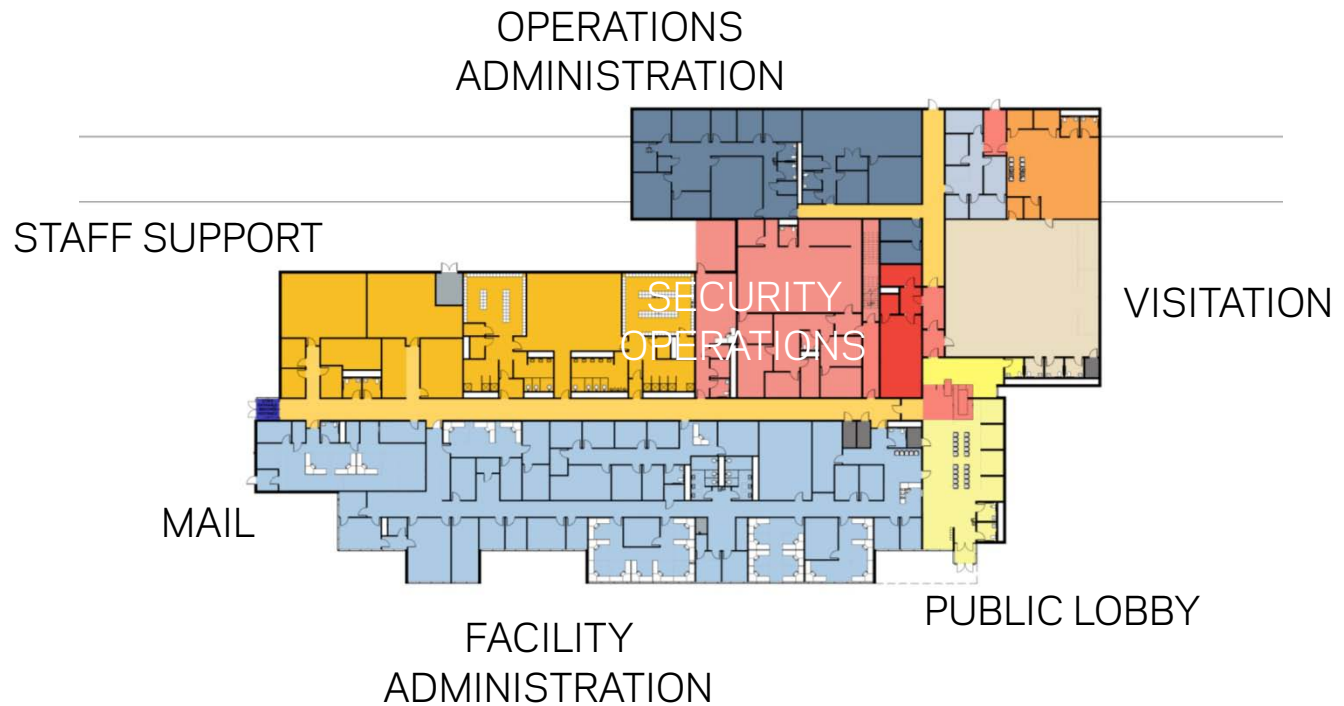 OPERATIONS
ADMINISTRATION
STAFF SUPPORT
SECURITY
OPERATIONS
VISITATION
MAIL
PUBLIC LOBBY
FACILITY
ADMINISTRATION